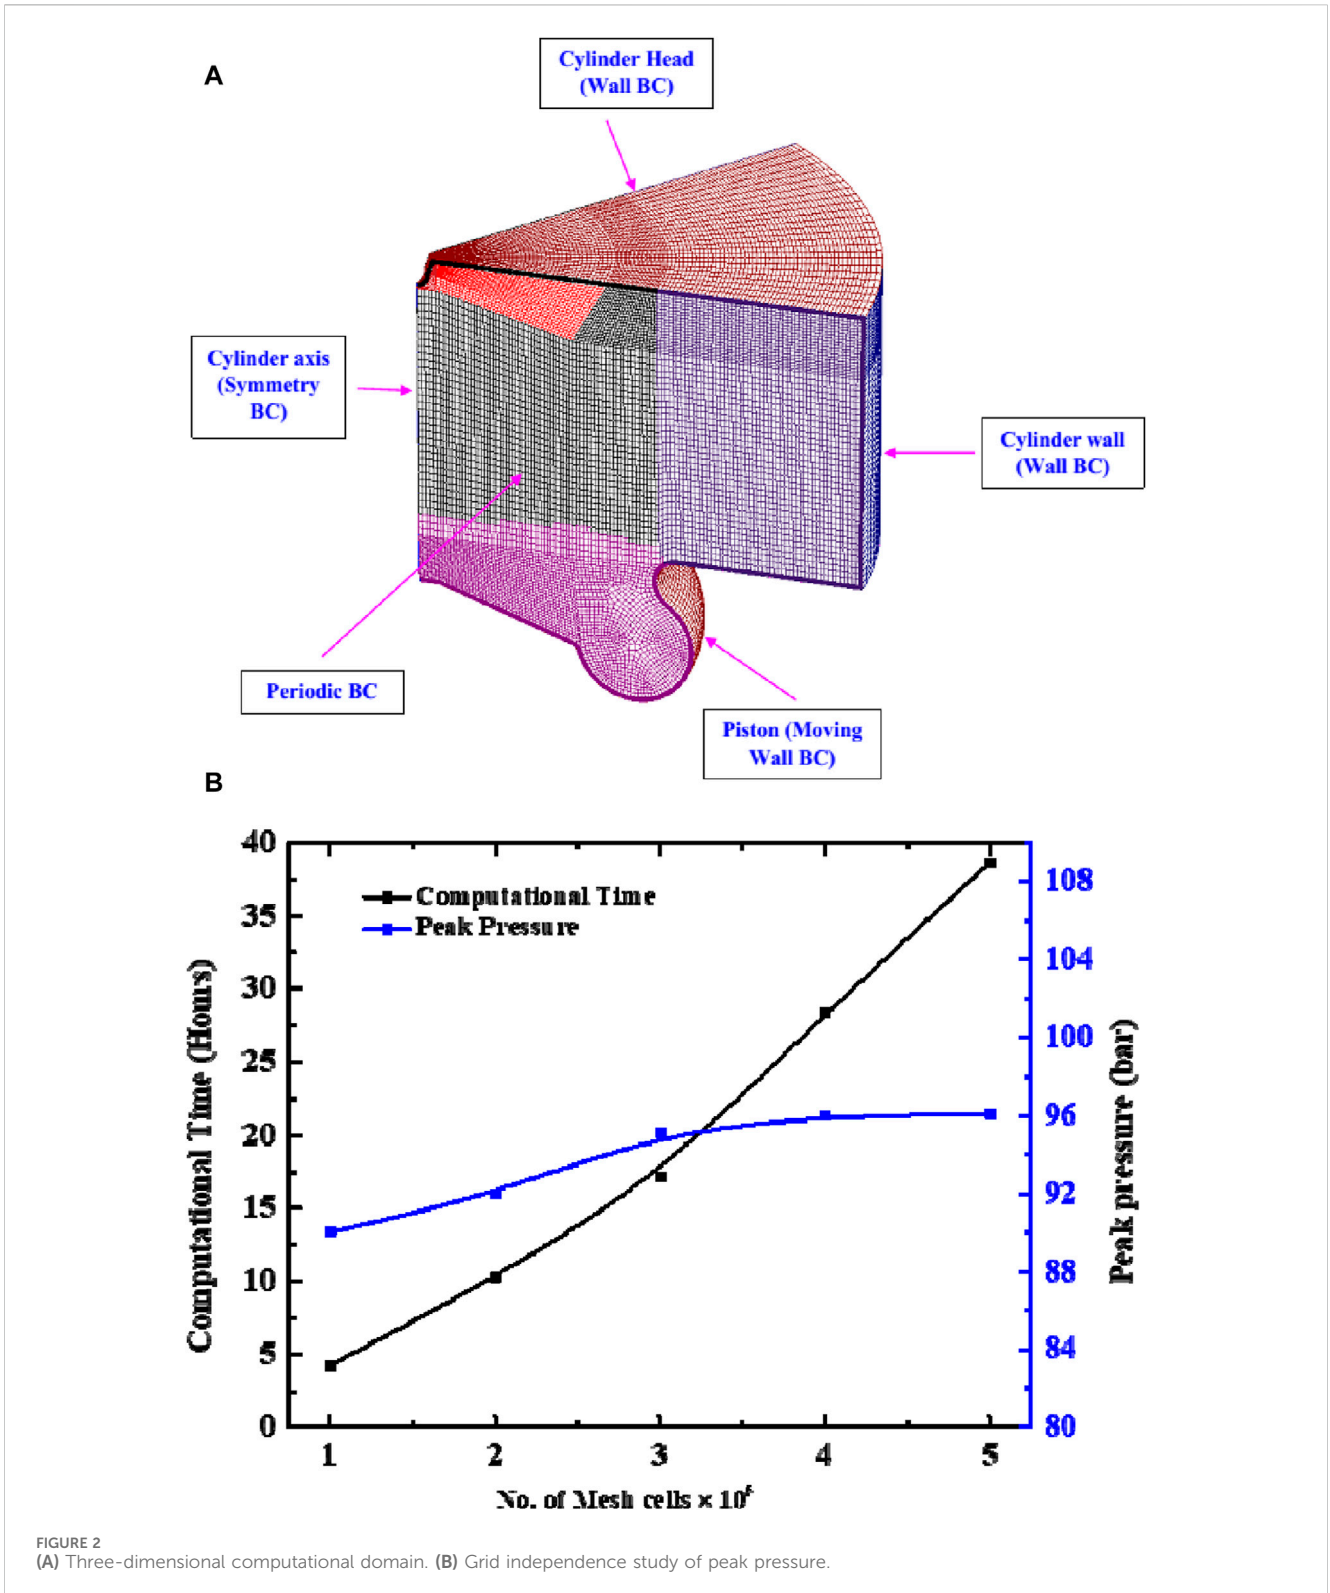 A
Cylinder Head
(Wall BC)
Cylinder axis
(Symmetry
BC)
Cylinder wall
(Wall BC)
Periodic BC
Piston (Moving
Wall BC)
B
40
35
30
25
20
15
10
5
0
Computational Time (Hours)
Computational Time
Peak Pressure
108
104
100
96
92
88
84
80
Peak pressure (bar)
1
2
3
4
5
No. of Mesh cells × 10
FIGURE 2
(A) Three-dimensional computational domain. (B) Grid independence study of peak pressure.